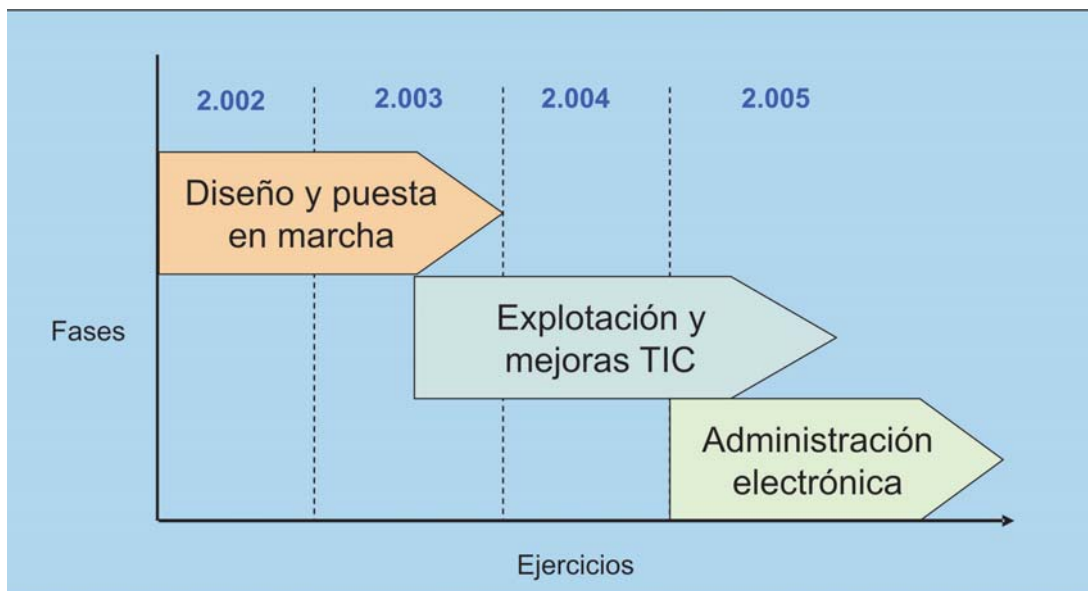 2.002
2.003
2.004
2.005
Diseño y puesta
en marcha
Explotación y
mejoras TIC
Fases
Administración
electrónica
Ejercicios